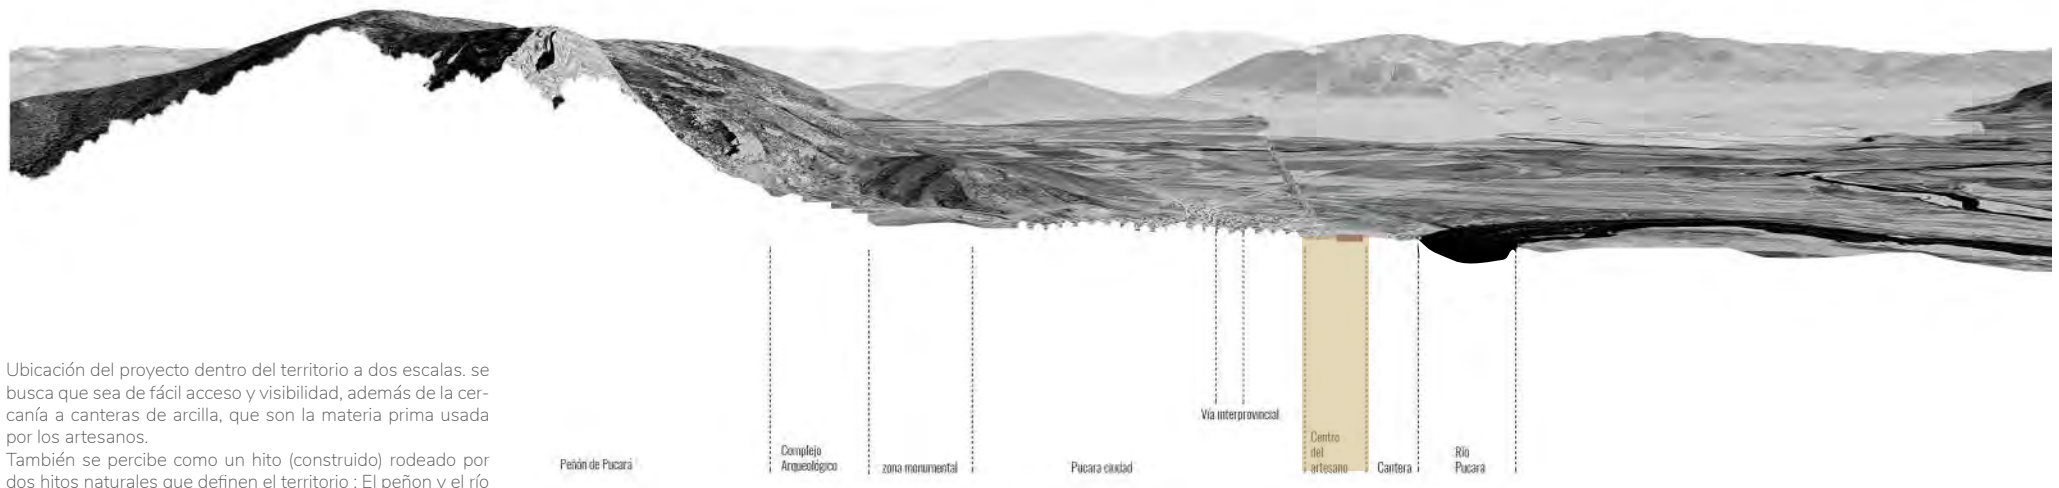 Ubicación del proyecto dentro del territorio a dos escalas. se
busca que sea de fácil acceso y visibilidad, además de la cer-
canía a canteras de arcilla, que son la materia prima usada
por los artesanos.
También se percibe como un hito (construido) rodeado por
dos hitos naturales que definen el territorio : El peñon y el río
Peñón de Pucará
Complejo
Arqueológico
zona monumental
Pucara ciudad
Vía interprovincial
Centro
del
artesano
Cantera
Río
Pucará